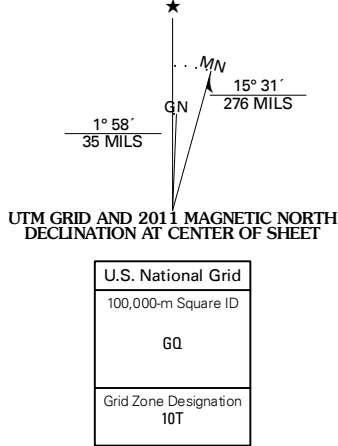 ★
MN
GN
15° 31´
276 MILS
1° 58´
35 MILS
UTM GRID AND 2011 MAGNETIC NORTH
DECLINATION AT CENTER OF SHEET
U.S. National Grid
100,000-m Square ID
GQ
Grid Zone Designation
10T